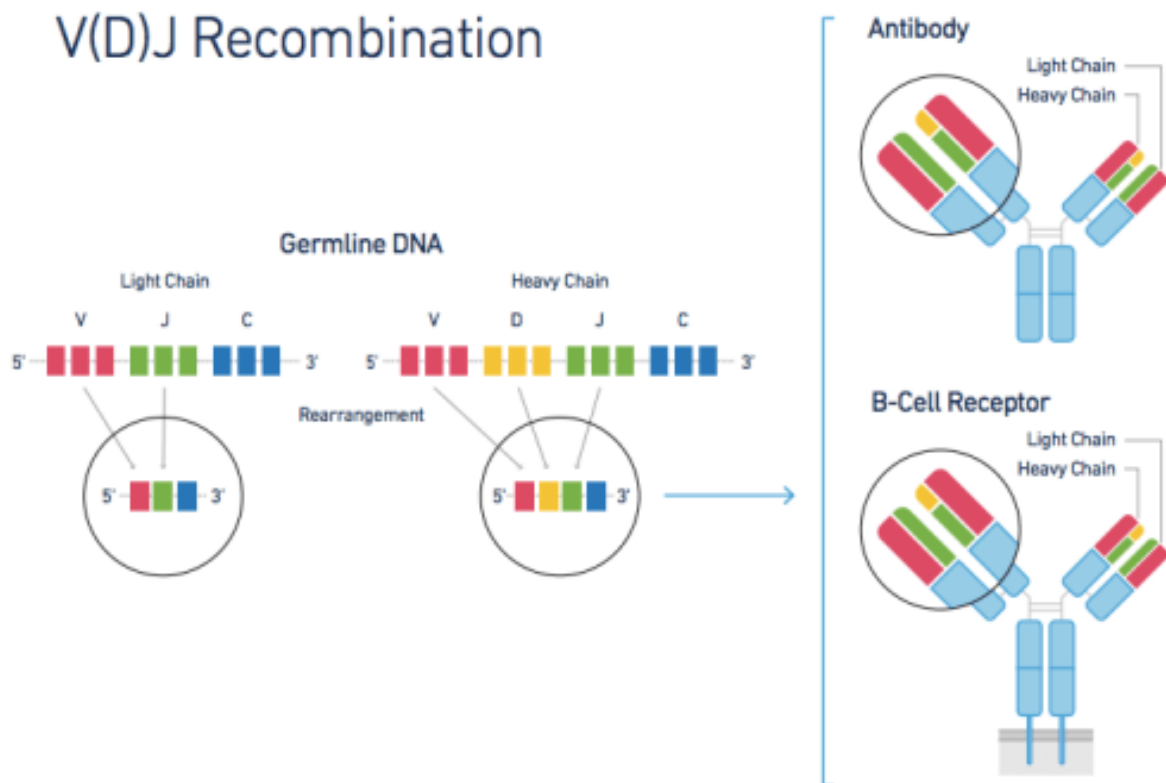 V(D)J Recombination
Germline DNA
Light Chain
Heavy Chain
V J C
V D J C
5' 3'
5' 3'
Rearrangement
5' 3'
5' 3'
Antibody
Light Chain
Heavy Chain
B-Cell Receptor
Light Chain
Heavy Chain